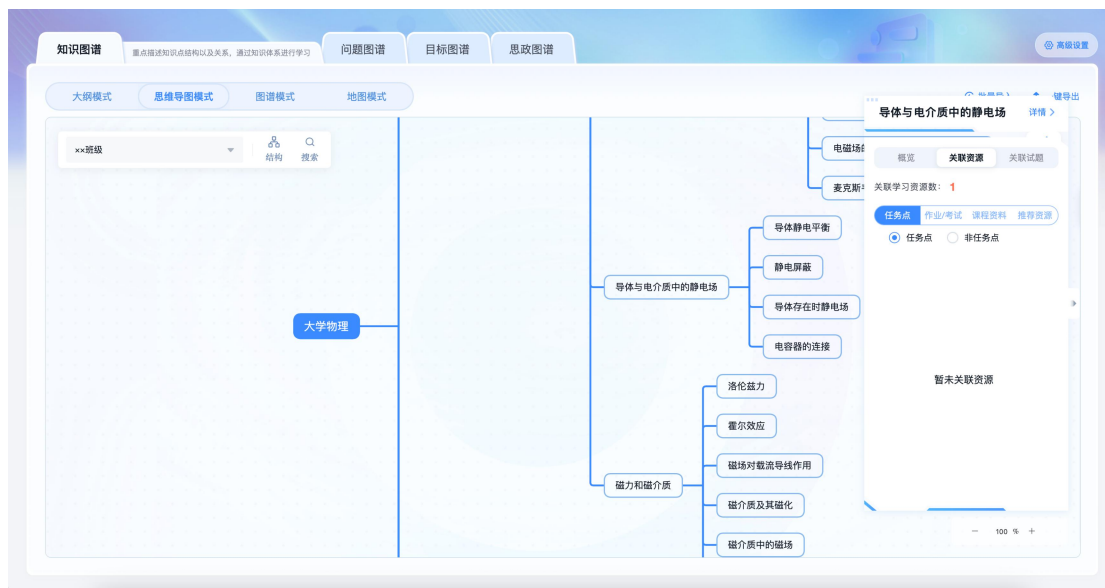 知识图谱
重点描述知识点结构以及关系，通过知识体系进行学习
问题图谱
目标图谱
思政图谱
高级设置
大纲模式
思维导图模式
图谱模式
地图模式
键导出
××班级
结构
搜索
大学物理
电磁场
麦克斯
导体与电介质中的静电场
导体静电平衡
静电屏蔽
导体存在时静电场
电容器的连接
磁力和磁介质
洛伦兹力
霍尔效应
磁场对载流导线作用
磁介质及其磁化
磁介质中的磁场
导体与电介质中的静电场
详情 >
概览
关联资源
关联试题
关联学习资源数： 1
任务点
作业/考试
课程资料
推荐资源
任务点
非任务点
暂未关联资源
− 100 % +